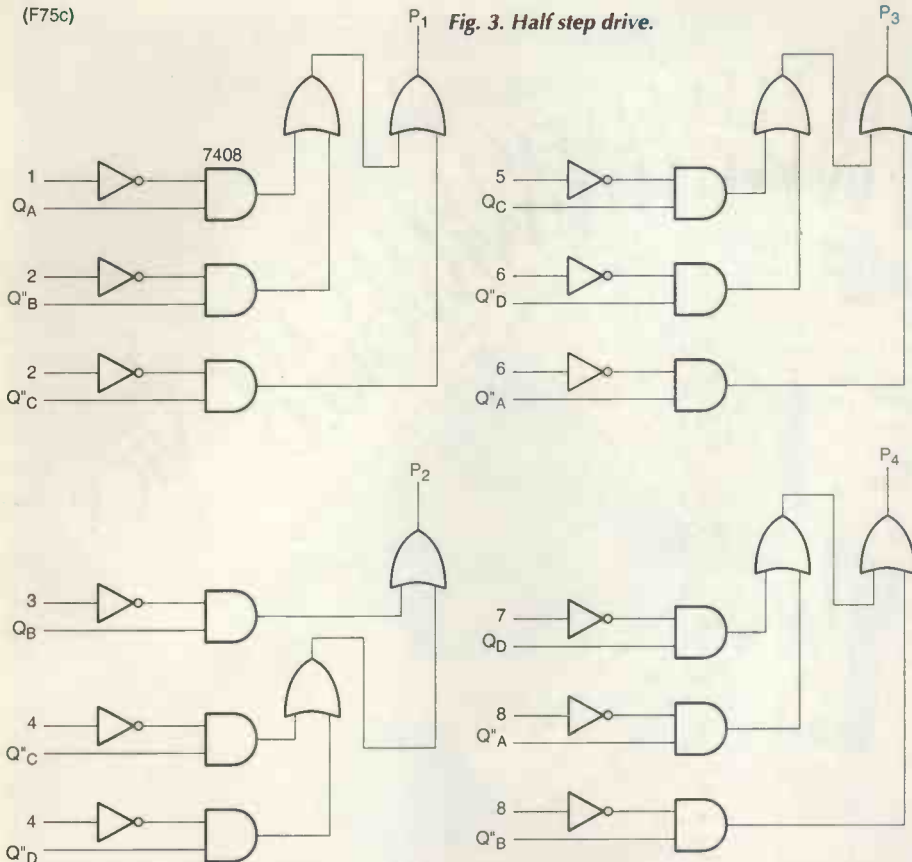 (F75c)
P1
Fig. 3. Half step drive.
P3
7408
1
QA
2
Q"B
2
Q"C
5
QC
6
Q"D
6
Q"A
P2
P4
3
QB
4
Q"C
4
Q"D
7
QD
8
Q"A
8
Q"B